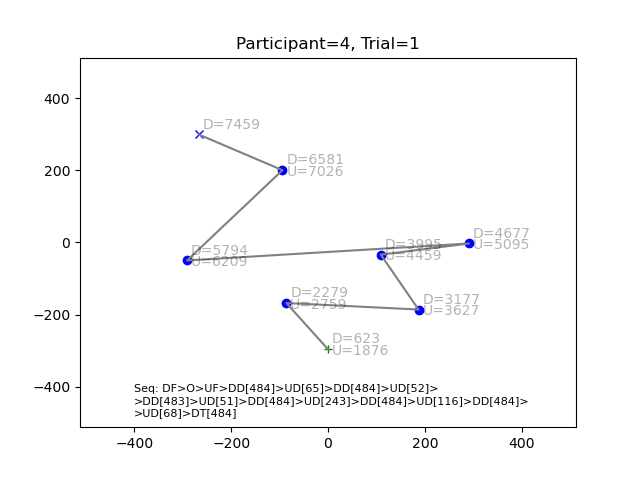 Participant=4, Trial=1
400
200
0
−200
−400
D=7459
D=6581
U=7026
D=4677
U=5095
D=3995
U=4459
D=5794
U=6209
D=2279
U=2759
D=3177
U=3627
D=623
U=1876
Seq: DF>O>UF>DD[484]>UD[65]>DD[484]>UD[52]>
>DD[483]>UD[51]>DD[484]>UD[243]>DD[484]>UD[116]>DD[484]>
>UD[68]>DT[484]
−400 −200 0 200 400